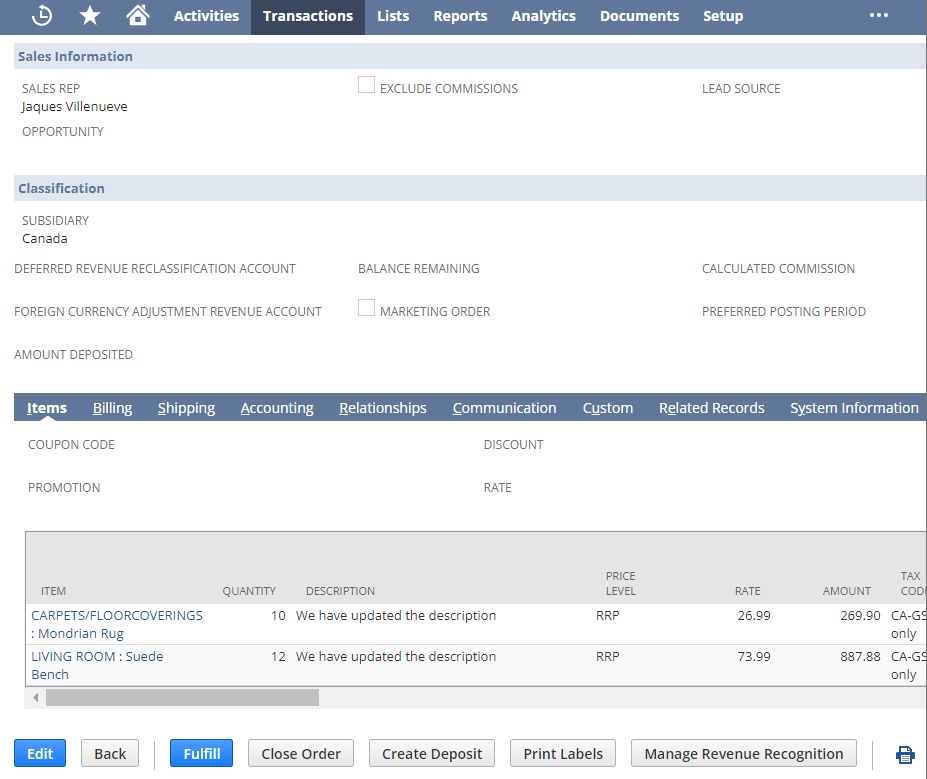 Activities Transactions Lists Reports Analytics Documents Setup
Sales Information
SALES REP EXCLUDE COMMISSIONS LEAD SOURCE
Jaques Villenueve
OPPORTUNITY
Classification
SUBSIDIARY
Canada
DEFERRED REVENUE RECLASSIFICATION ACCOUNT BALANCE REMAINING CALCULATED COMMISSION
FOREIGN CURRENCY ADJUSTMENT REVENUE ACCOUNT MARKETING ORDER PREFERRED POSTING PERIOD
AMOUNT DEPOSITED
Items Billing Shipping Accounting Relationships Communication Custom Related Records System Information
COUPON CODE DISCOUNT
PROMOTION RATE
PRICE TAX
ITEM QUANTITY DESCRIPTION LEVEL RATE AMOUNT
CARPETS/FLOORCOVERINGS 10 We have updated the description RRP 26.99 269.90 CA-GS
: Mondrian Rug only
LIVING ROOM : Suede 12 We have updated the description RRP 73.99 887.88 CA-GS
Bench only
Edit Back Fulfill Close Order Create Deposit Print Labels Manage Revenue Recognition